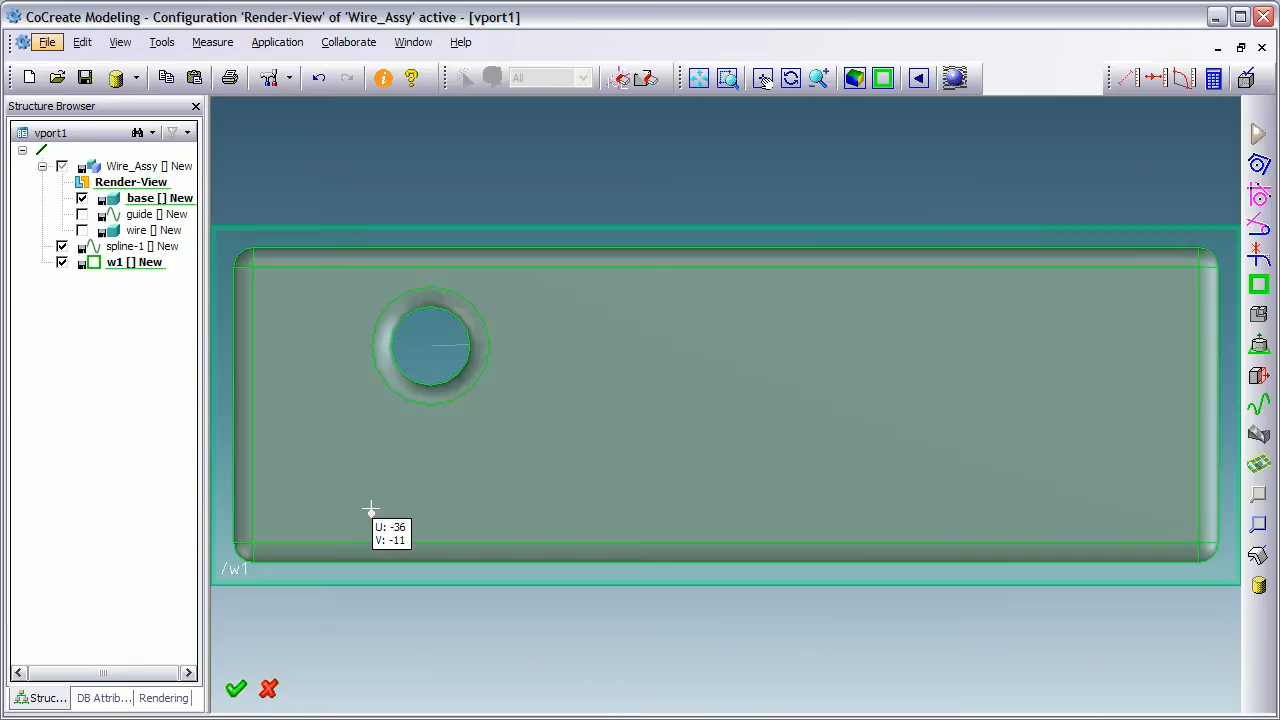 CoCreate Modeling - Configuration 'Render-View' of 'Wire_Assy' active - [vport1]
File Edit View Tools Measure Application Collaborate Window Help
All
Structure Browser
vport1
Wire_Assy [] New
Render-View
base [] New
guide [] New
wire [] New
spline-1 [] New
w1 [] New
U: -36
V: -11
/w1
Struc... DB Attrib... Rendering